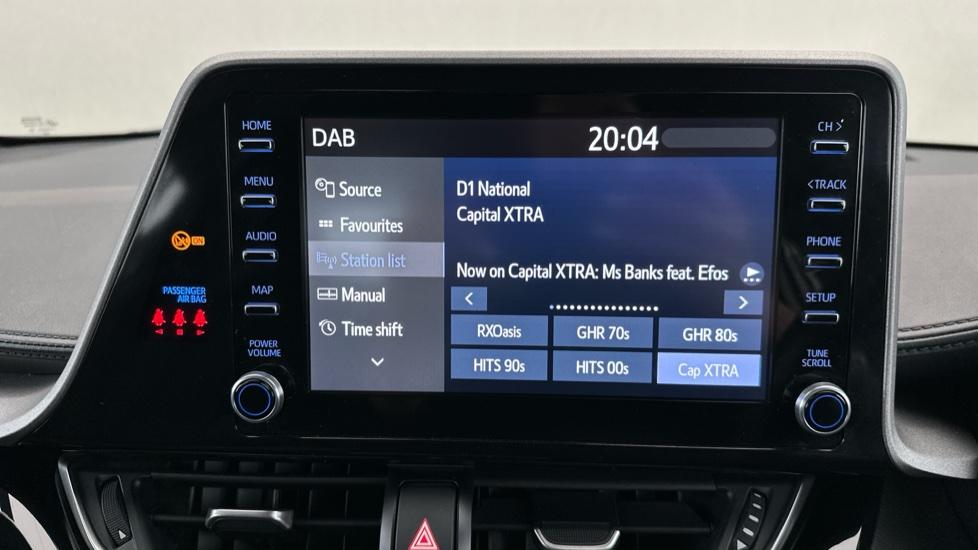 HOME
MENU
AUDIO
MAP
POWER
VOLUME
ON
PASSENGER
AIR BAG
DAB
20:04
Source
Favourites
Station list
Manual
Time shift
D1 National
Capital XTRA
Now on Capital XTRA: Ms Banks feat. Efos
<
>
RXOasis
GHR 70s
GHR 80s
HITS 90s
HITS 00s
Cap XTRA
CH >
< TRACK
PHONE
SETUP
TUNE
SCROLL